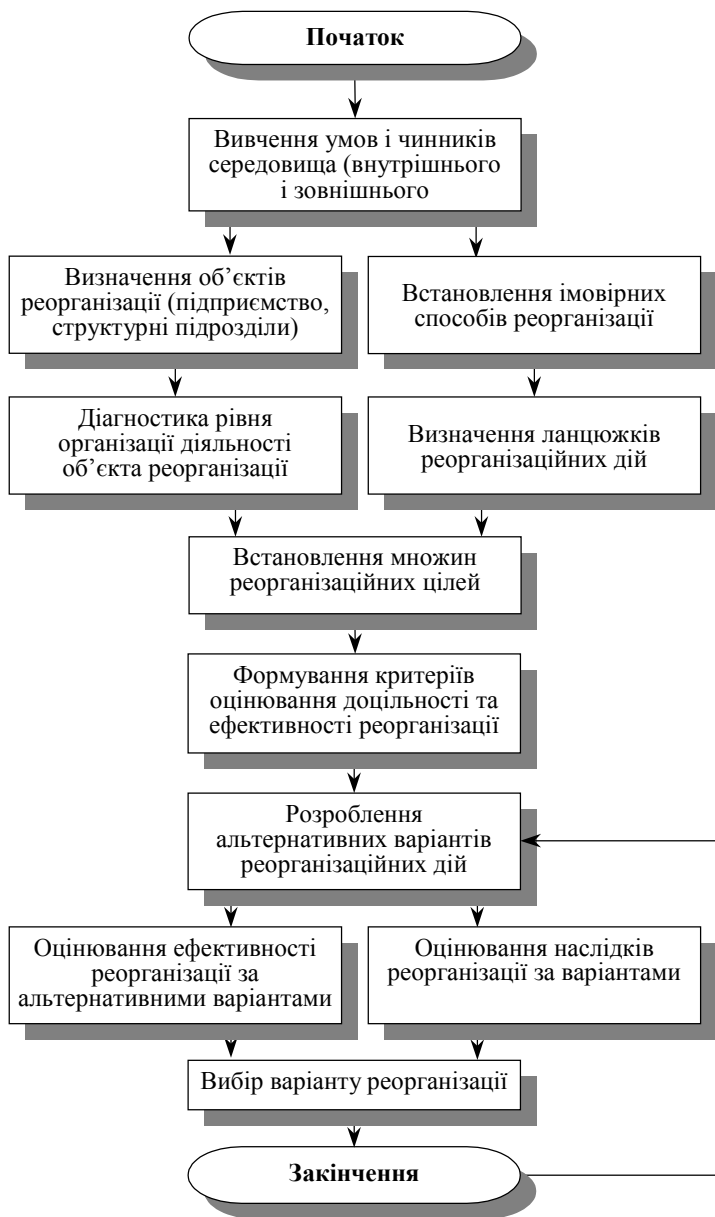 Початок
Вивчення умов і чинників
середовища (внутрішнього
і зовнішнього
Визначення об’єктів
реорганізації (підприємство,
структурні підрозділи)
Встановлення імовірних
способів реорганізації
Діагностика рівня
організації діяльності
об’єкта реорганізації
Визначення ланцюжків
реорганізаційних дій
Встановлення множин
реорганізаційних цілей
Формування критеріїв
оцінювання доцільності та
ефективності реорганізації
Розроблення
альтернативних варіантів
реорганізаційних дій
Оцінювання ефективності
реорганізації за
альтернативними варіантами
Оцінювання наслідків
реорганізації за варіантами
Вибір варіанту реорганізації
Закінчення